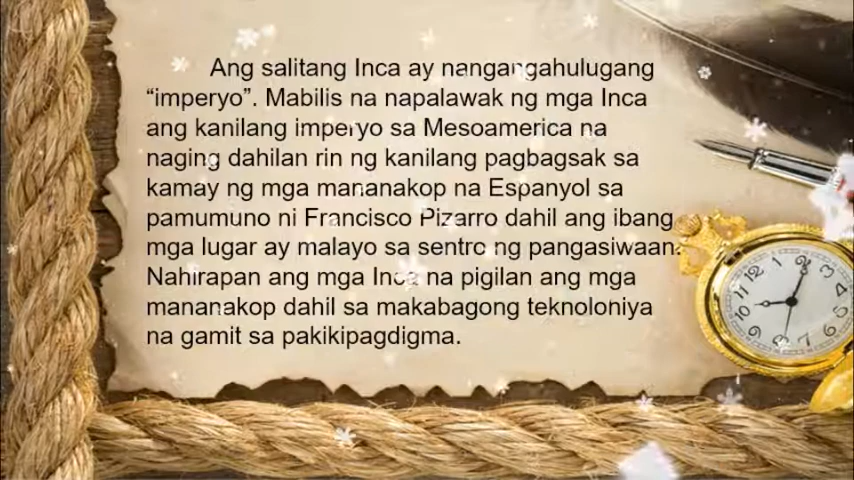 Ang salitang Inca ay nangangahulugang
“imperyo”. Mabilis na napalawak ng mga Inca
ang kanilang imperyo sa Mesoamerica na
naging dahilan rin ng kanilang pagbagsak sa
kamay ng mga mananakop na Espanyol sa
pamumuno ni Francisco Pizarro dahil ang ibang
mga lugar ay malayo sa sentro ng pangasiwaan.
Nahirapan ang mga Inca na pigilan ang mga
mananakop dahil sa makabagong teknoloniya
na gamit sa pakikipagdigma.